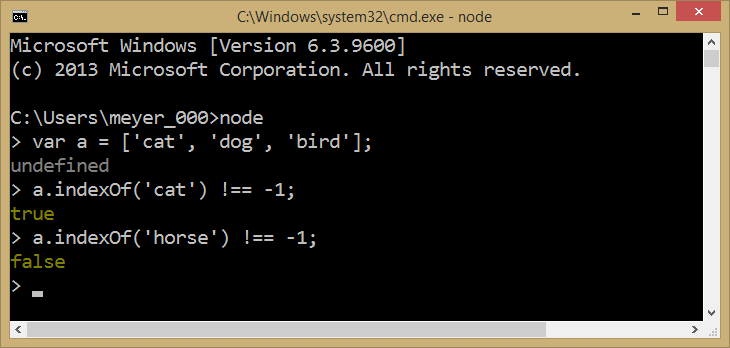 C:\Windows\system32\cmd.exe - node
Microsoft Windows [Version 6.3.9600]
(c) 2013 Microsoft Corporation. All rights reserved.
C:\Users\meyer_000>node
> var a = ['cat', 'dog', 'bird'];
undefined
> a.indexOf('cat') !== -1;
true
> a.indexOf('horse') !== -1;
false
>